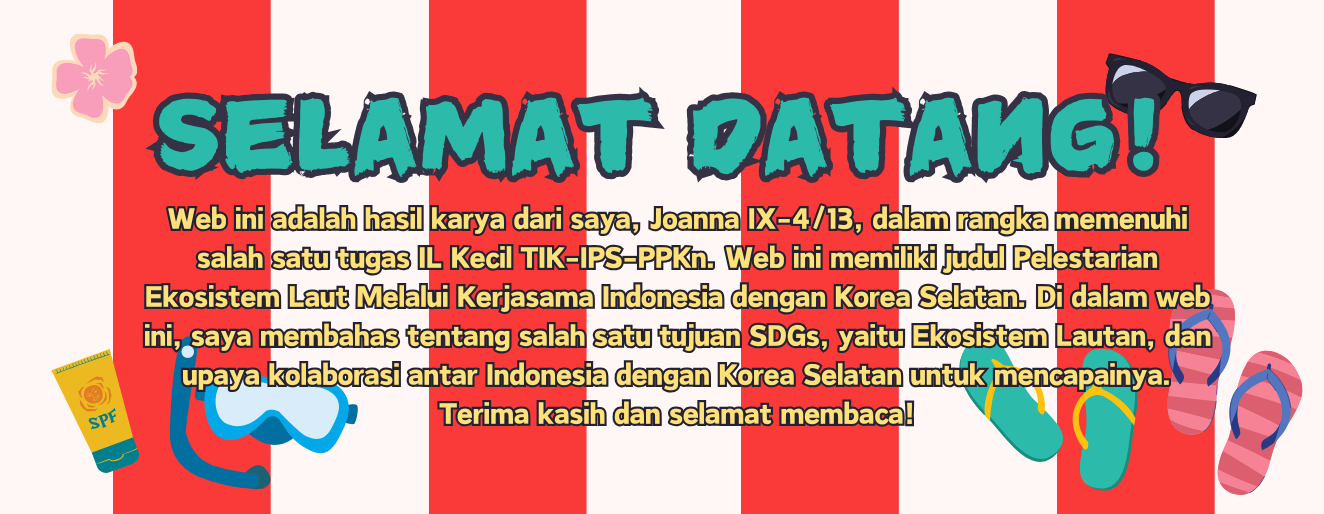 SELAMAT DATANG!
Web ini adalah hasil karya dari saya, Joanna IX-4/13, dalam rangka memenuhi
salah satu tugas IL Kecil TIK-IPS-PPKn. Web ini memiliki judul Pelestarian
Ekosistem Laut Melalui Kerjasama Indonesia dengan Korea Selatan. Di dalam web
ini, saya membahas tentang salah satu tujuan SDGs, yaitu Ekosistem Lautan, dan
upaya kolaborasi antar Indonesia dengan Korea Selatan untuk mencapainya.
Terima kasih dan selamat membaca!
SPF